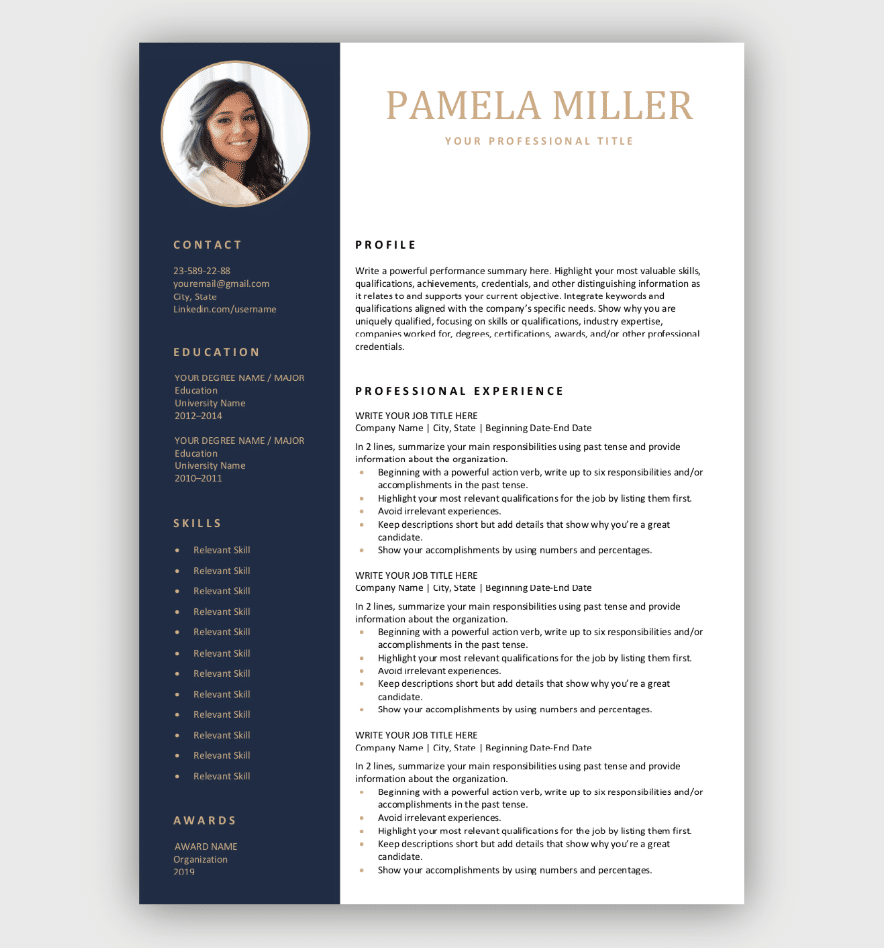 PAMELA MILLER
YOUR PROFESSIONAL TITLE
CONTACT
23-589-22-88
youremail@gmail.com
City, State
Linkedin.com/username
EDUCATION
YOUR DEGREE NAME / MAJOR
Education
University Name
2012–2014
YOUR DEGREE NAME / MAJOR
Education
University Name
2010–2011
SKILLS
• Relevant Skill
• Relevant Skill
• Relevant Skill
• Relevant Skill
• Relevant Skill
• Relevant Skill
• Relevant Skill
• Relevant Skill
• Relevant Skill
• Relevant Skill
• Relevant Skill
• Relevant Skill
AWARDS
AWARD NAME
Organization
2019
PROFILE
Write a powerful performance summary here. Highlight your most valuable skills,
qualifications, achievements, credentials, and other distinguishing information as
it relates to and supports your current objective. Integrate keywords and
qualifications aligned with the company's specific needs. Show why you are
uniquely qualified, focusing on skills or qualifications, industry expertise,
companies worked for, degrees, certifications, awards, and/or other professional
credentials.
PROFESSIONAL EXPERIENCE
WRITE YOUR JOB TITLE HERE
Company Name | City, State | Beginning Date-End Date
In 2 lines, summarize your main responsibilities using past tense and provide
information about the organization.
• Beginning with a powerful action verb, write up to six responsibilities and/or
accomplishments in the past tense.
• Highlight your most relevant qualifications for the job by listing them first.
• Avoid irrelevant experiences.
• Keep descriptions short but add details that show why you're a great
candidate.
• Show your accomplishments by using numbers and percentages.
WRITE YOUR JOB TITLE HERE
Company Name | City, State | Beginning Date-End Date
In 2 lines, summarize your main responsibilities using past tense and provide
information about the organization.
• Beginning with a powerful action verb, write up to six responsibilities and/or
accomplishments in the past tense.
• Highlight your most relevant qualifications for the job by listing them first.
• Avoid irrelevant experiences.
• Keep descriptions short but add details that show why you're a great
candidate.
• Show your accomplishments by using numbers and percentages.
WRITE YOUR JOB TITLE HERE
Company Name | City, State | Beginning Date-End Date
In 2 lines, summarize your main responsibilities using past tense and provide
information about the organization.
• Beginning with a powerful action verb, write up to six responsibilities and/or
accomplishments in the past tense.
• Avoid irrelevant experiences.
• Highlight your most relevant qualifications for the job by listing them first.
• Keep descriptions short but add details that show why you're a great
candidate.
• Show your accomplishments by using numbers and percentages.